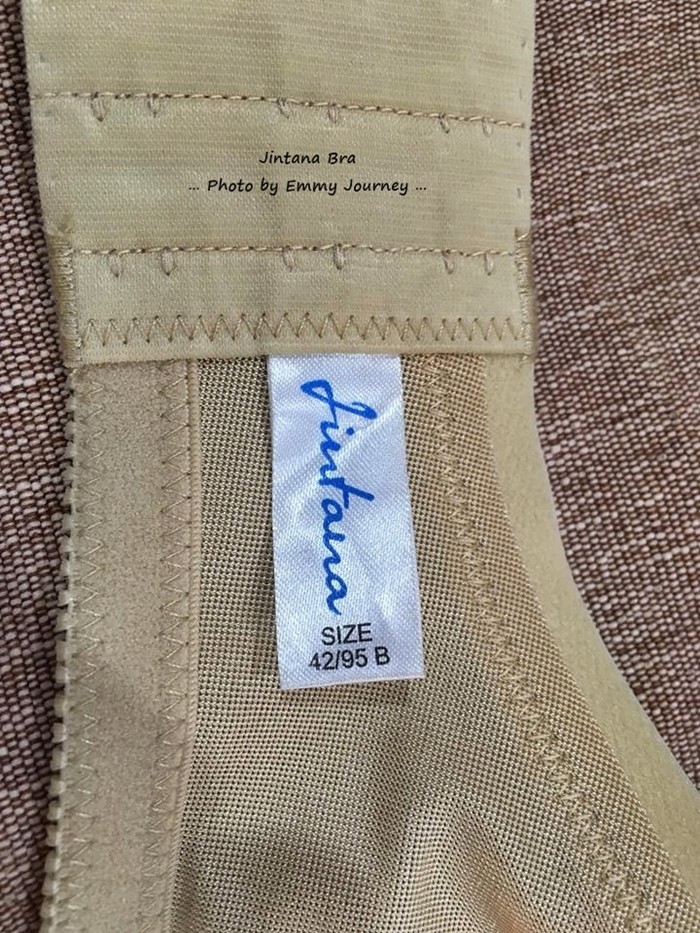 Jintana Bra
... Photo by Emmy Journey ...
Jintana
SIZE
42/95 B